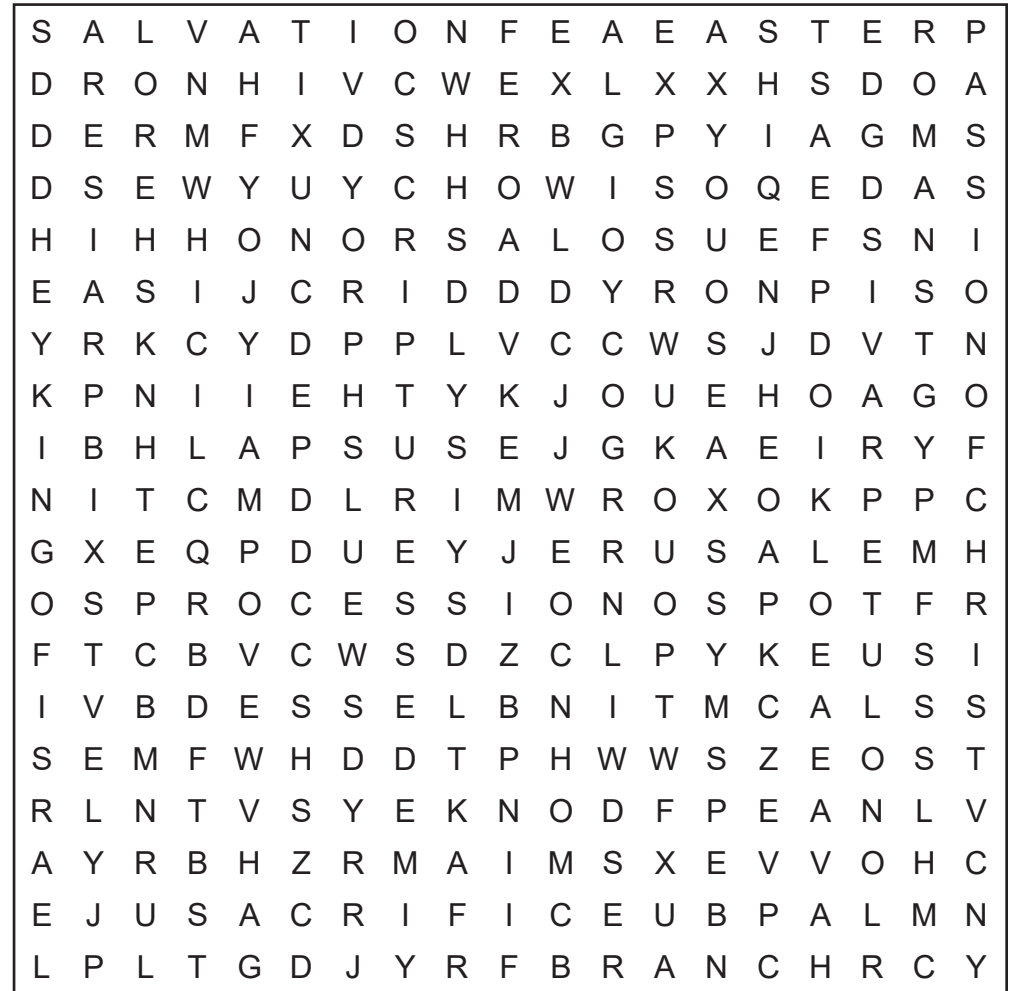 S A L V A T I O N F E A E A S T E R P
D R O N H I V C W E X L X X H S D O A
D E R M F X D S H R B G P Y I A G M S
D S E W Y U Y C H O W I S O Q E D A S
H I H H O N O R S A L O S U E F S N I
E A S I J C R I D D D Y R O N P I S O
Y R K C Y D P P L V C C W S J D V T N
K P N I I E H T Y K J O U E H O A G O
I B H L A P S U S E J G K A E I R Y F
N I T C M D L R I M W R O X O K P P C
G X E Q P D U E Y J E R U S A L E M H
O S P R O C E S S I O N O S P O T F R
F T C B V C W S D Z C L P Y K E U S I
I V B D E S S E L B N I T M C A L S S
S E M F W H D D T P H W W S Z E O S T
R L N T V S Y E K N O D F P E A N L V
A Y R B H Z R M A I M S X E V V O H C
E J U S A C R I F I C E U B P A L M N
L P L T G D J Y R F B R A N C H R C Y